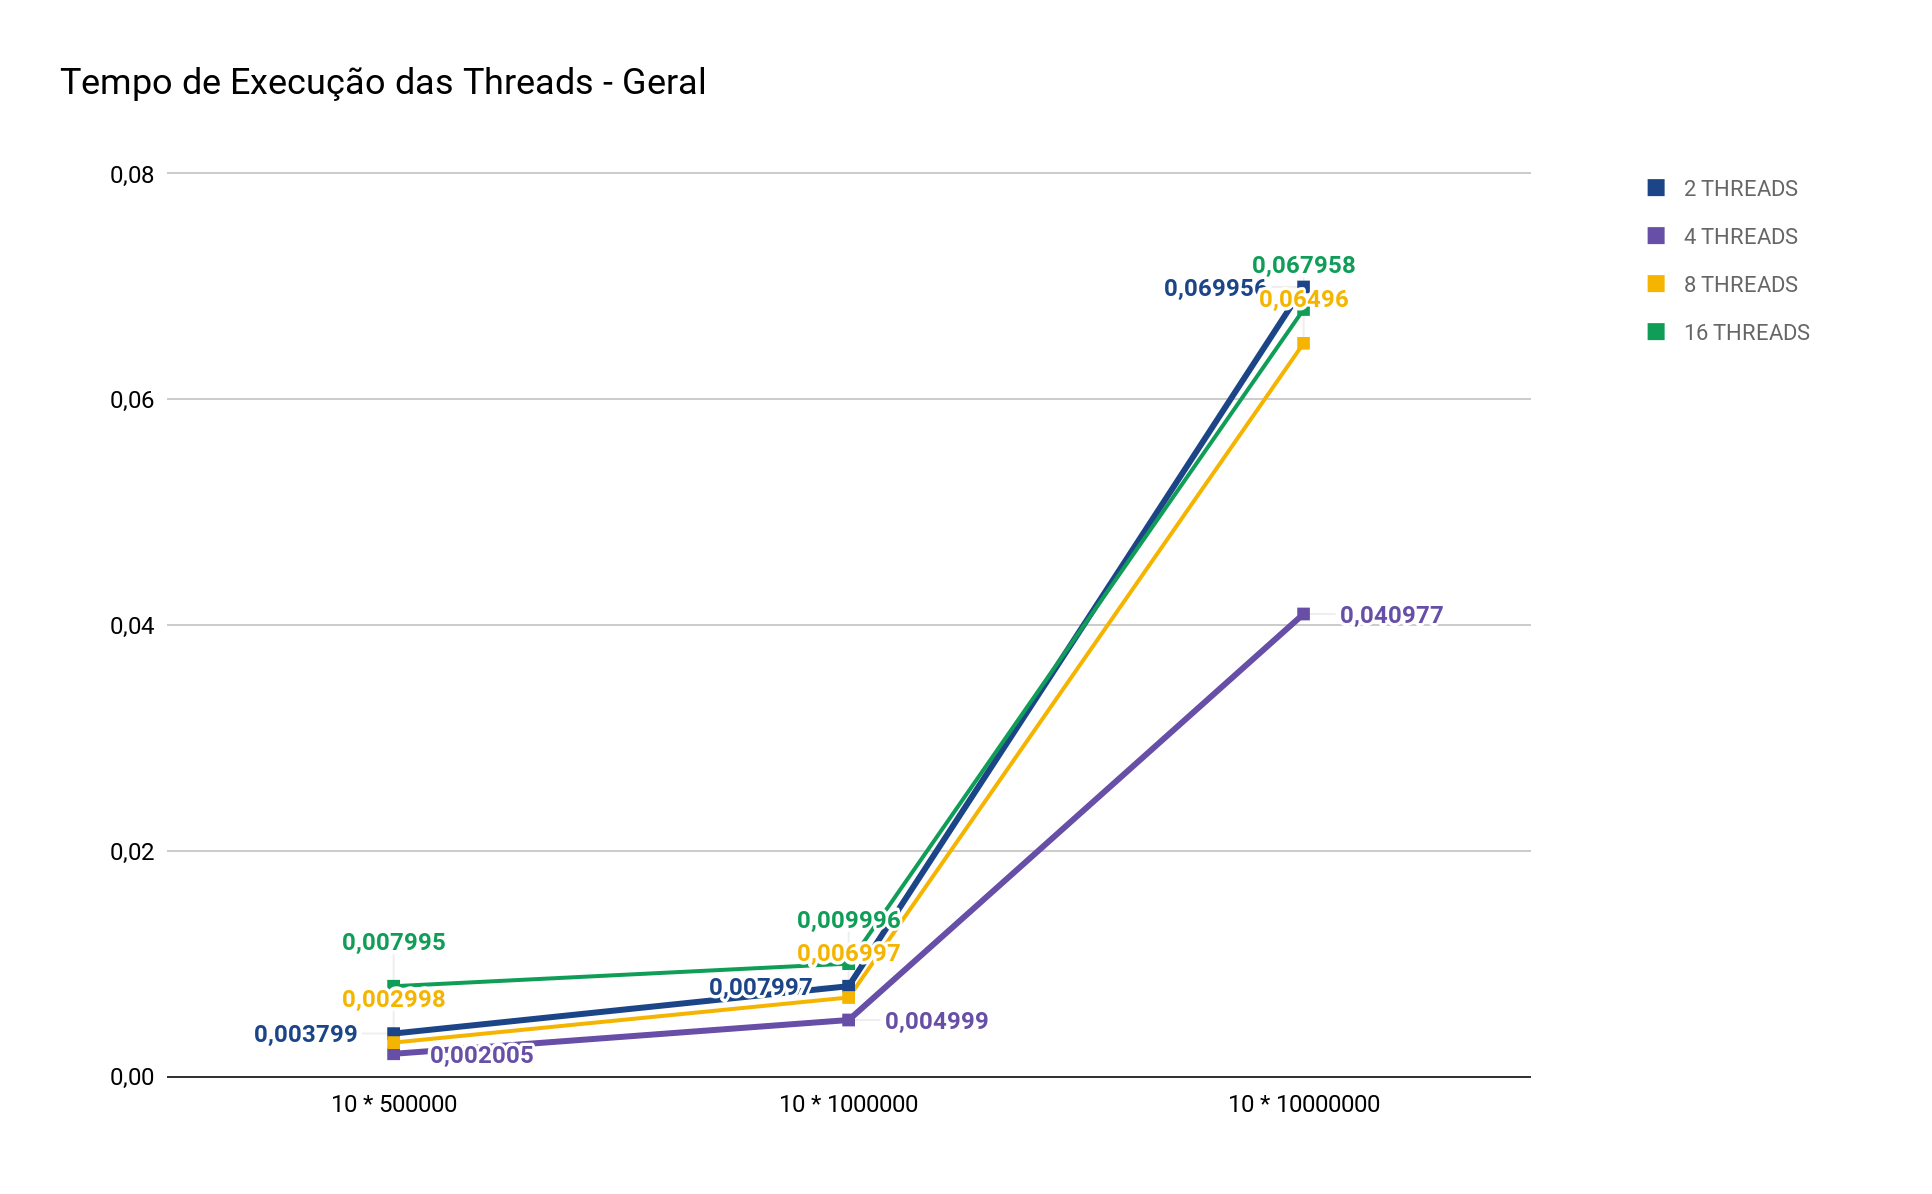 Tempo de Execução das Threads - Geral
0,08
0,06
0,04
0,02
0,00
2 THREADS
4 THREADS
8 THREADS
16 THREADS
0,067958
0,069956
0,06496
0,040977
0,009996
0,006997
0,007997
0,004999
0,007995
0,002998
0,003799
0,002005
10 * 500000
10 * 1000000
10 * 10000000